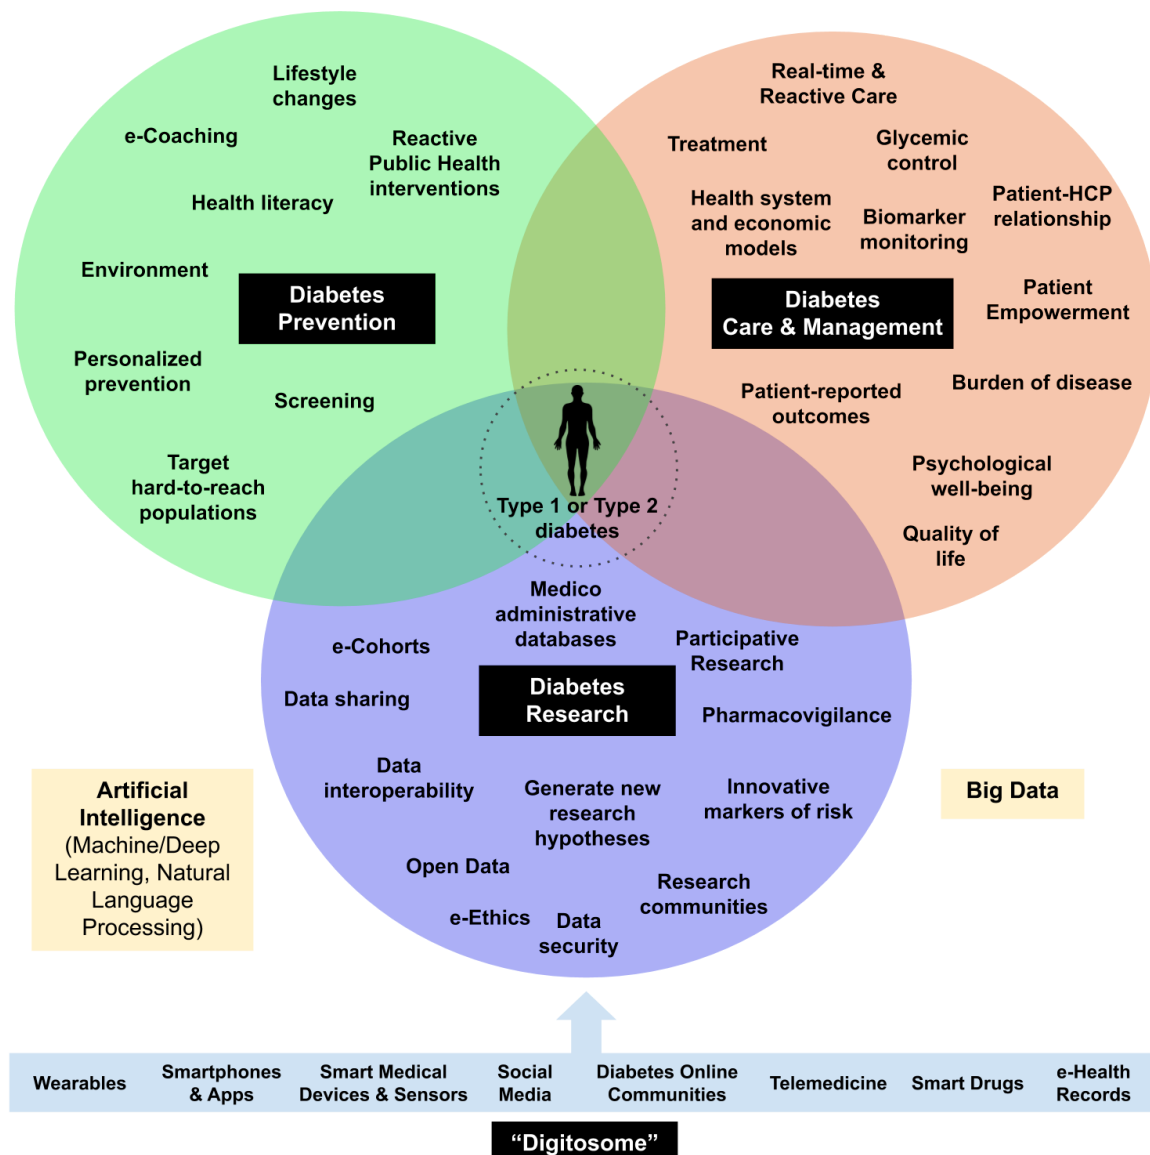 Lifestyle
changes
e-Coaching
Reactive
Public Health
interventions
Health literacy
Environment
Diabetes
Prevention
Personalized
prevention
Screening
Target
hard-to-reach
populations
Real-time &
Reactive Care
Treatment
Glycemic
control
Health system
and economic
models
Biomarker
monitoring
Patient-HCP
relationship
Diabetes
Care & Management
Patient
Empowerment
Patient-reported
outcomes
Burden of disease
Psychological
well-being
Quality of
life
Type 1 or Type 2
diabetes
Medico
administrative
databases
e-Cohorts
Participative
Research
Data sharing
Diabetes
Research
Pharmacovigilance
Data
interoperability
Generate new
research
hypotheses
Innovative
markers of risk
Open Data
Research
communities
e-Ethics
Data
security
Artificial
Intelligence
(Machine/Deep
Learning, Natural
Language
Processing)
Big Data
Wearables
Smartphones
& Apps
Smart Medical
Devices & Sensors
Social
Media
Diabetes Online
Communities
Telemedicine
Smart Drugs
e-Health
Records
“Digitosome”